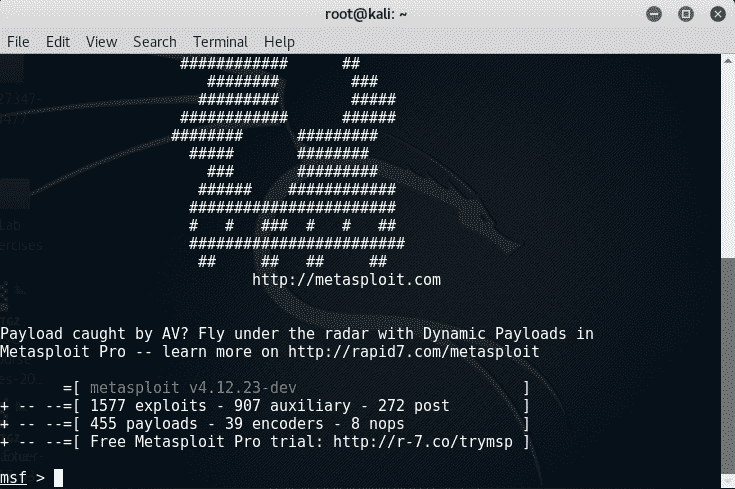 root@kali: ~
File Edit View Search Terminal Help
############      ##
########        ###
#########        #####
############      ######
########      #########
#####       ########
###       #########
######    ############
#######################
#   #   ###  #   #   ##
########################
##     ##   ##     ##
http://metasploit.com
Payload caught by AV? Fly under the radar with Dynamic Payloads in
Metasploit Pro -- learn more on http://rapid7.com/metasploit
=[ metasploit v4.12.23-dev                         ]
+ -- --=[ 1577 exploits - 907 auxiliary - 272 post        ]
+ -- --=[ 455 payloads - 39 encoders - 8 nops             ]
+ -- --=[ Free Metasploit Pro trial: http://r-7.co/trymsp ]
msf >